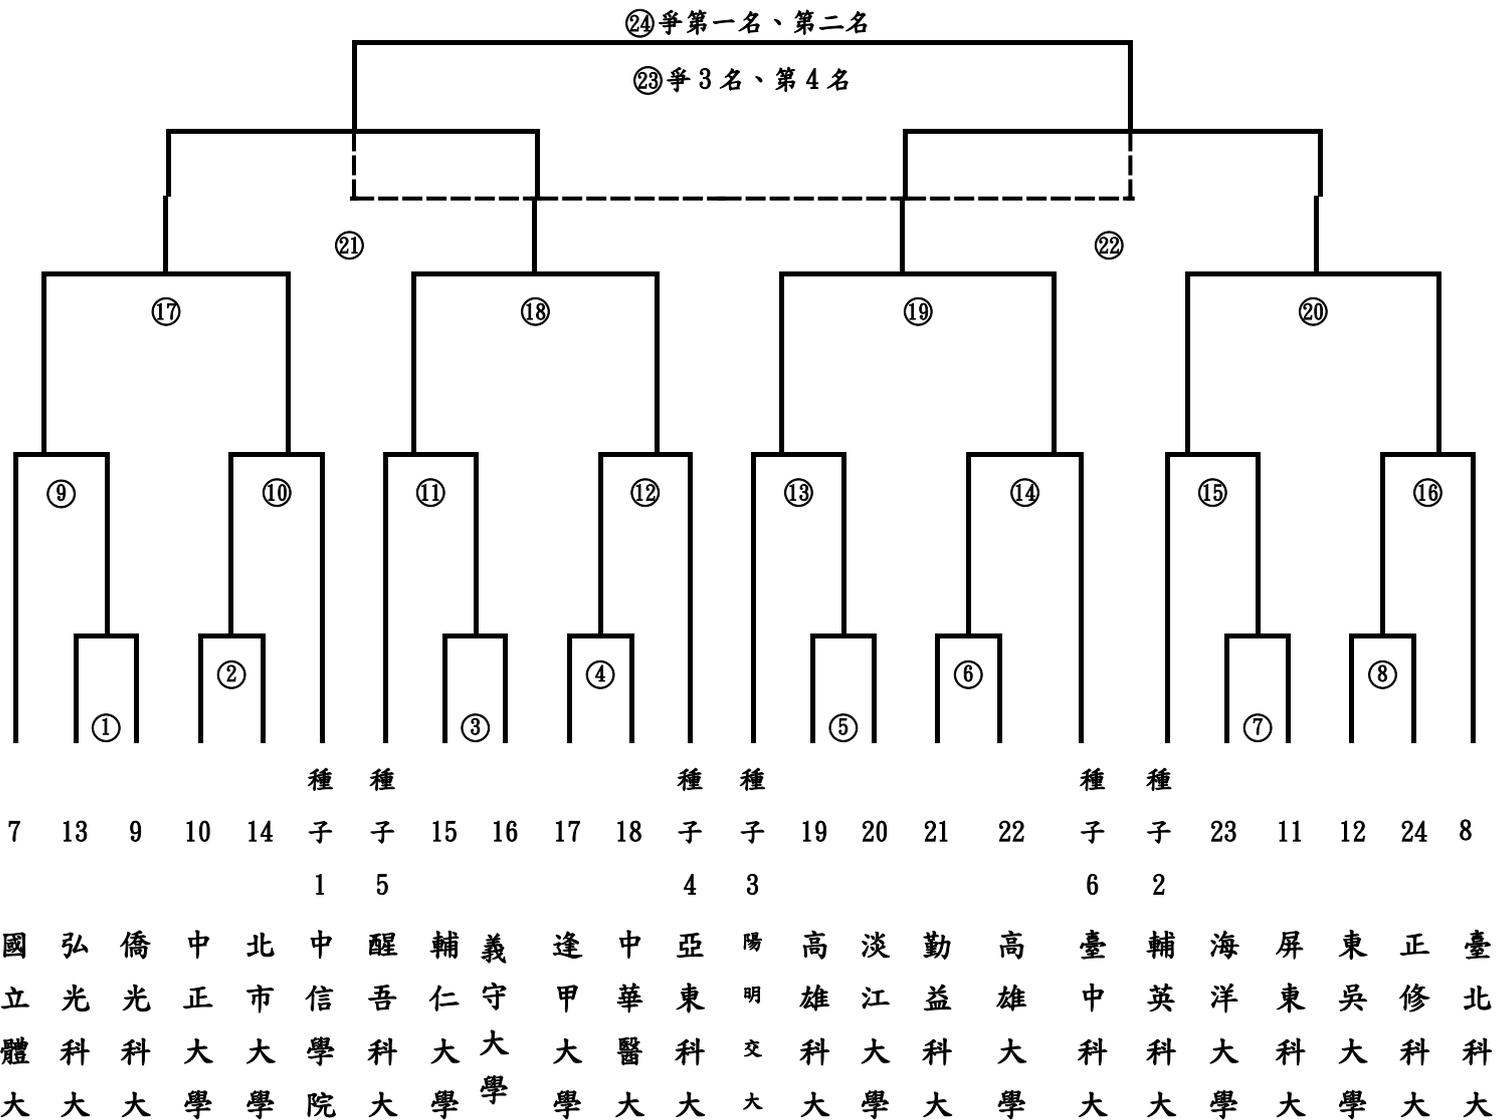 ㉔爭第一名、第二名
㉓爭3名、第4名
㉑
㉒
⑰
⑱
⑲
⑳
⑨
⑩
⑪
⑫
⑬
⑭
⑮
⑯
②
④
⑥
⑧
①
③
⑤
⑦
7
13
9
10
14
種子1
種子5
15
16
17
18
種子4
種子3
19
20
21
22
種子6
種子2
23
11
12
24
8
國立體大
弘光科大
僑光科大
中正大學
北市大學
中信學院
醒吾科大
輔仁大學
義守大學
逢甲大學
中華醫大
亞東科大
陽明交大
高雄科大
淡江大學
勤益科大
高雄大學
臺中科大
輔英科大
海洋大學
屏東科大
東吳大學
正修科大
臺北科大